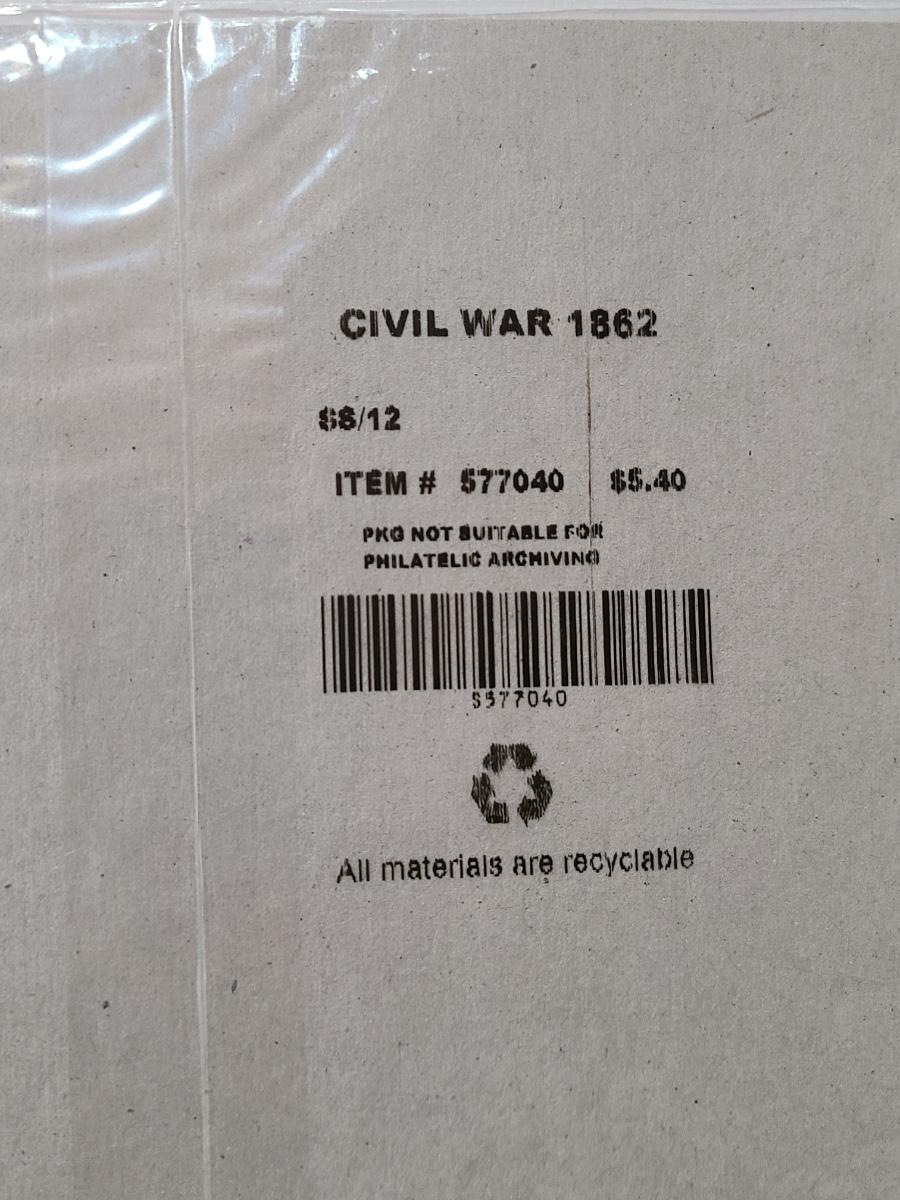 CIVIL WAR 1862
SS/12
ITEM # 577040 $5.40
PKG NOT SUITABLE FOR
PHILATELIC ARCHIVING
S577040
All materials are recyclable